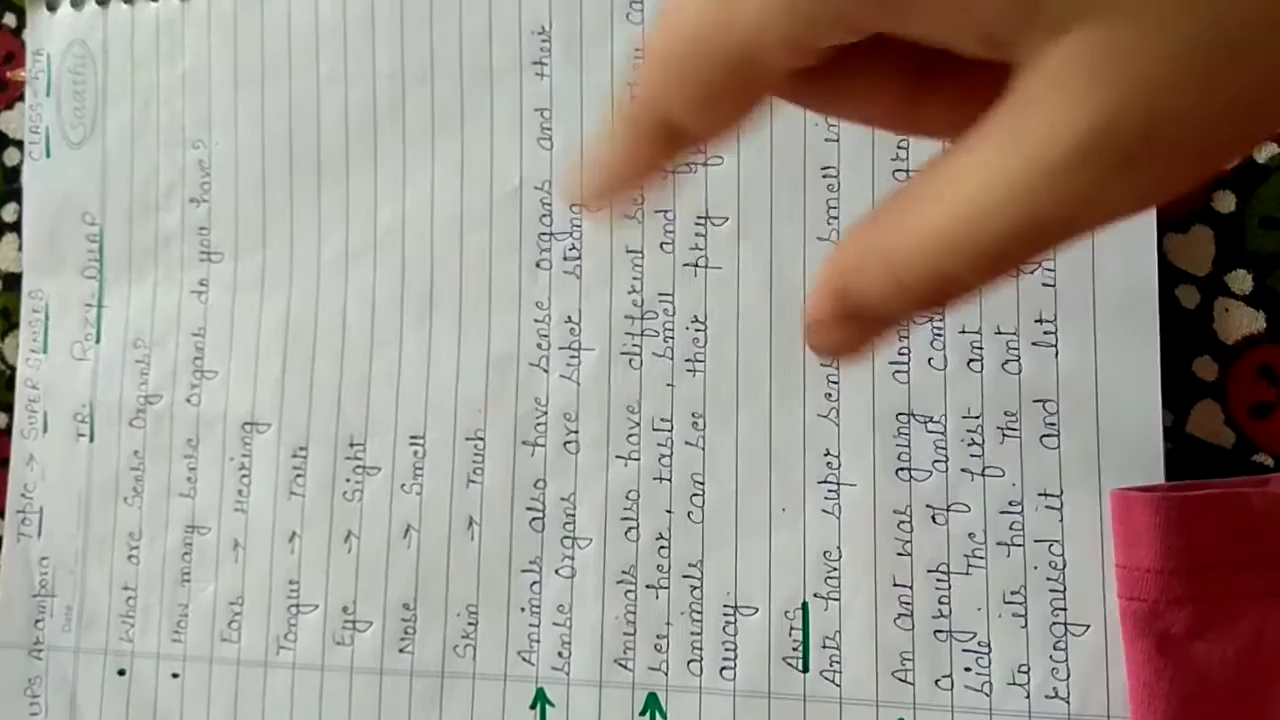 UPS Arampora Topic → SUPER SENSES CLASS-5TH
Date TR: ROZY-DHAP Saathi
• What are Sense Organs?
• How many sense organs do you have?
Ears → Hearing
Tongue → Taste
Eye → Sight
Nose → Smell
Skin → Touch.
→ Animals also have sense organs and their
sense organs are super strong
Animals also have different
→ see, hear, taste, smell and
animals can see their prey
away.
ANTS
Ants have super smell in
An ant was going
a group of ants
side. The first ant
to its hole. The ant
recognised it and let